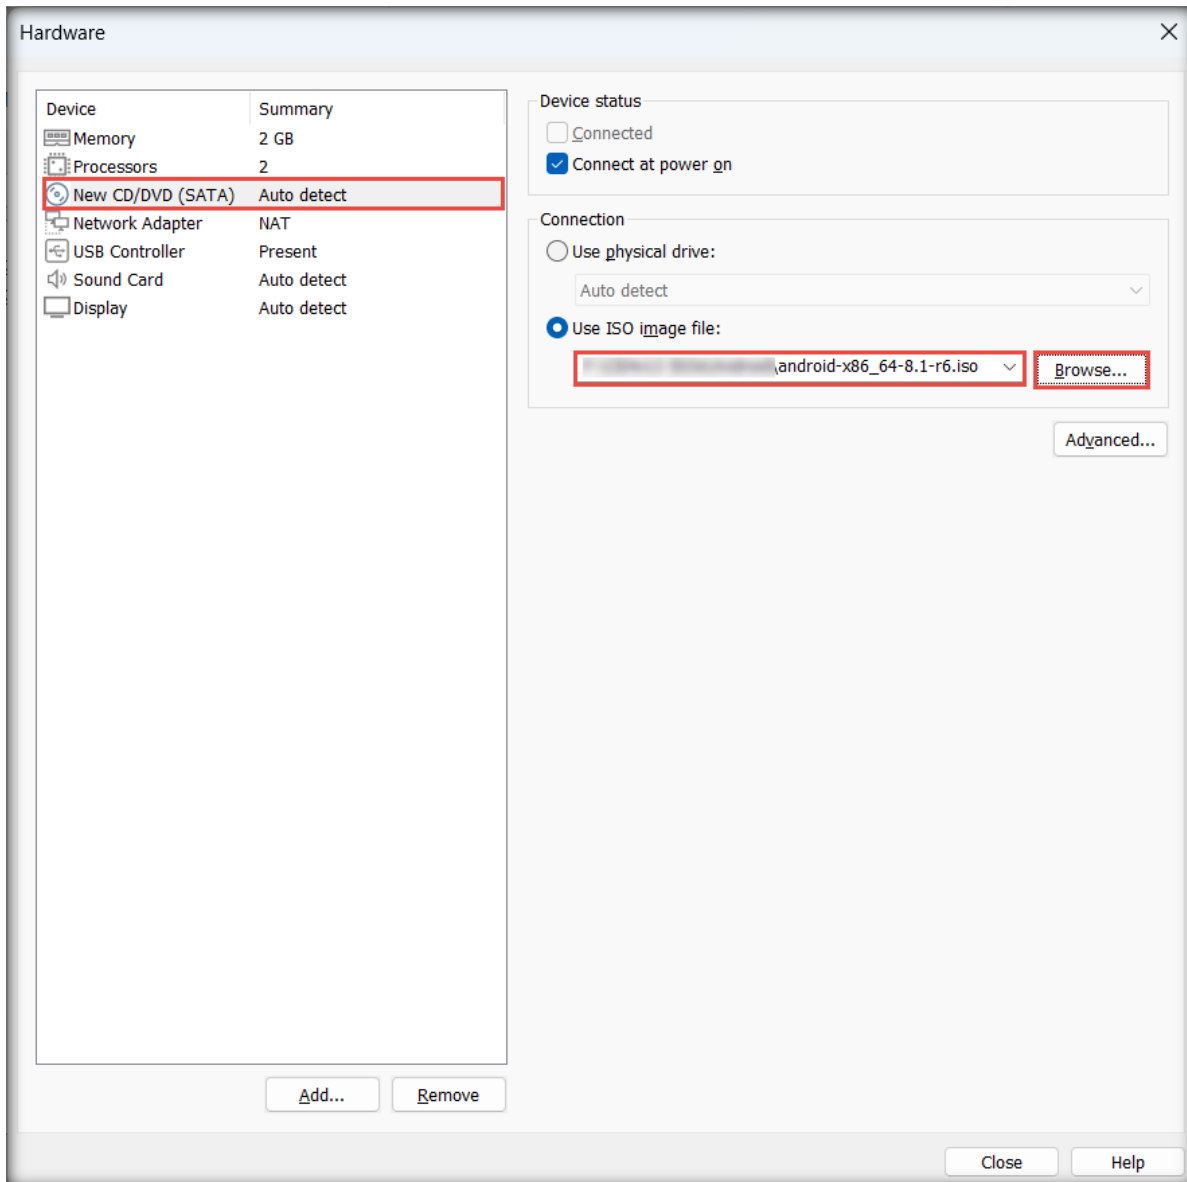 Hardware
Device Summary
Memory 2 GB
Processors 2
New CD/DVD (SATA) Auto detect
Network Adapter NAT
USB Controller Present
Sound Card Auto detect
Display Auto detect
Add... Remove
Device status
Connected
Connect at power on
Connection
Use physical drive:
Auto detect
Use ISO image file:
\android-x86_64-8.1-r6.iso Browse...
Advanced...
Close Help